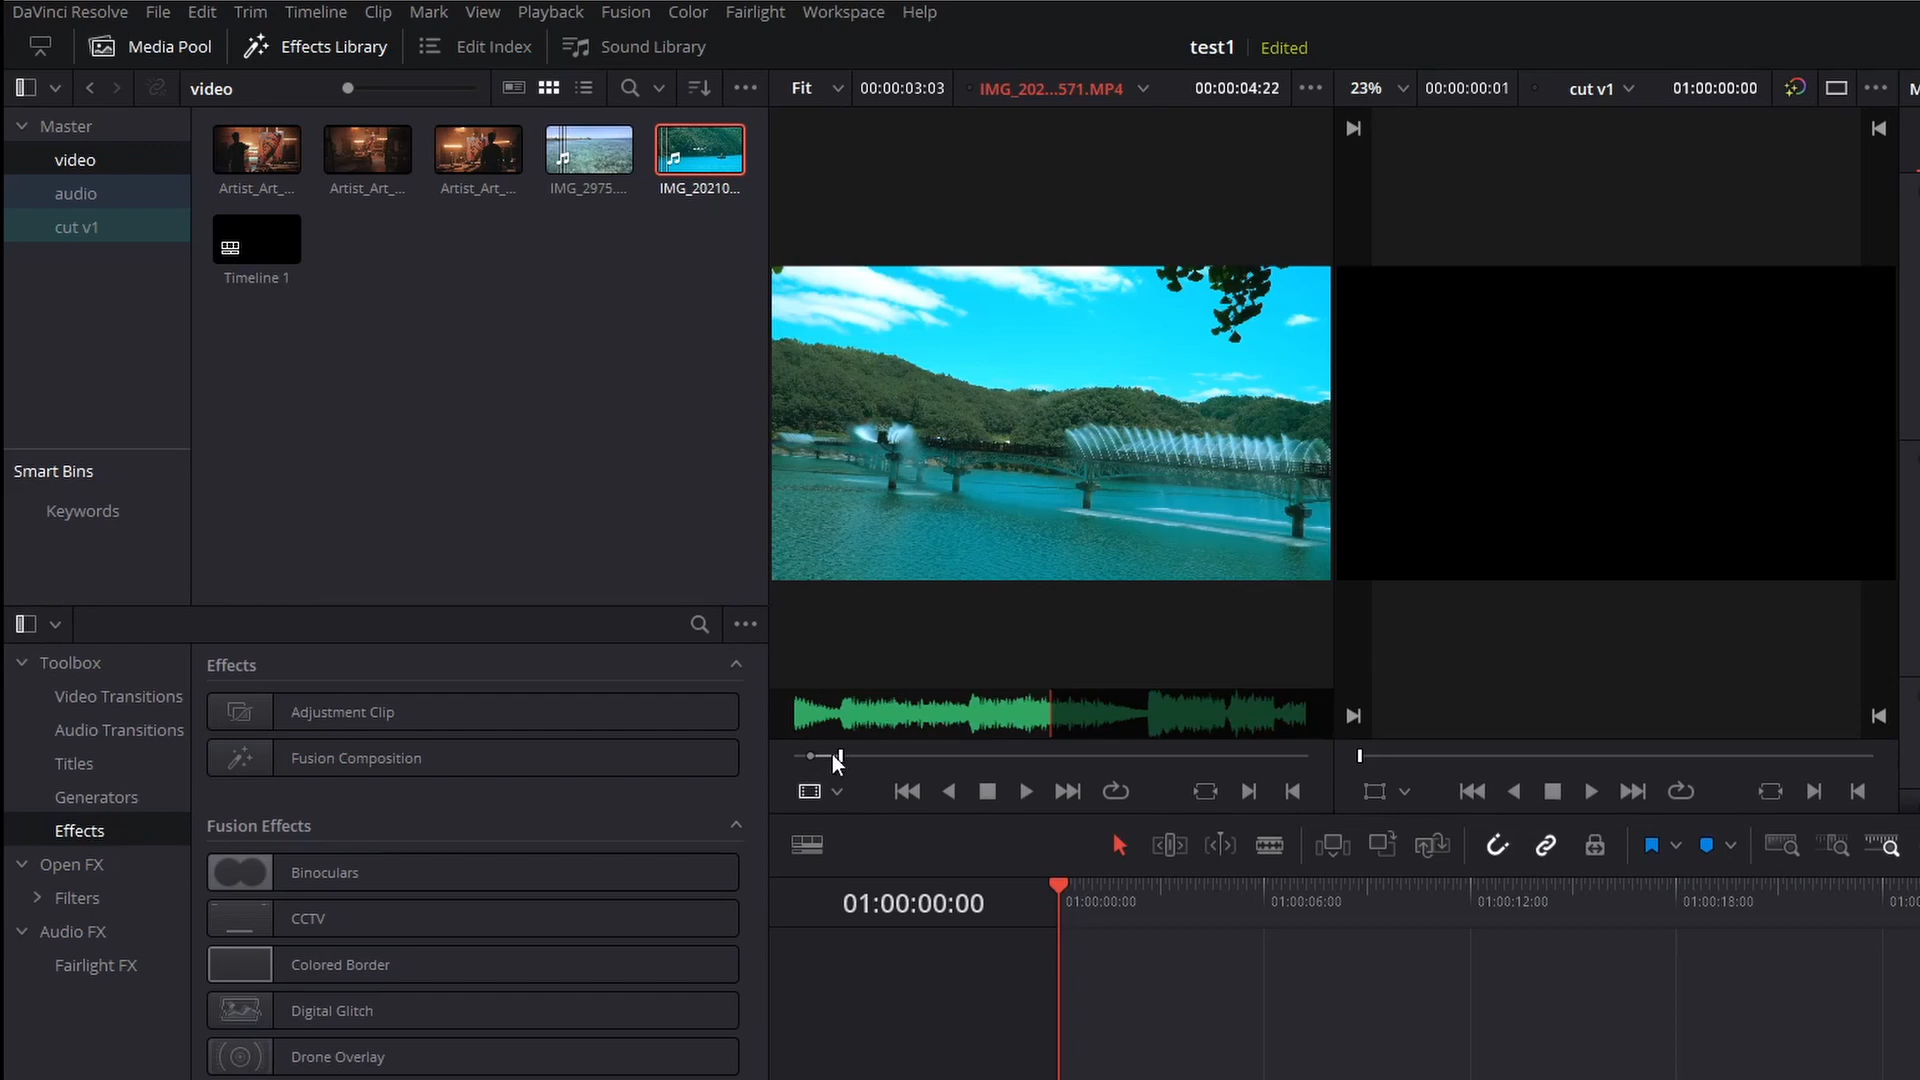 DaVinci Resolve File Edit Trim Timeline Clip Mark View Playback Fusion Color Fairlight Workspace Help
Media Pool Effects Library Edit Index Sound Library test1 Edited
video Fit 00:00:03:03 IMG_202...571.MP4 00:00:04:22 23% 00:00:00:01 cut v1 01:00:00:00
Master
video
audio
cut v1
Artist_Art_... Artist_Art_... Artist_Art_... IMG_2975.... IMG_20210...
Timeline 1
Smart Bins
Keywords
Toolbox
Video Transitions
Audio Transitions
Titles
Generators
Effects
Open FX
Filters
Audio FX
Fairlight FX
Effects
Adjustment Clip
Fusion Composition
Fusion Effects
Binoculars
CCTV
Colored Border
Digital Glitch
Drone Overlay
01:00:00:00
01:00:00:00 01:00:06:00 01:00:12:00 01:00:18:00